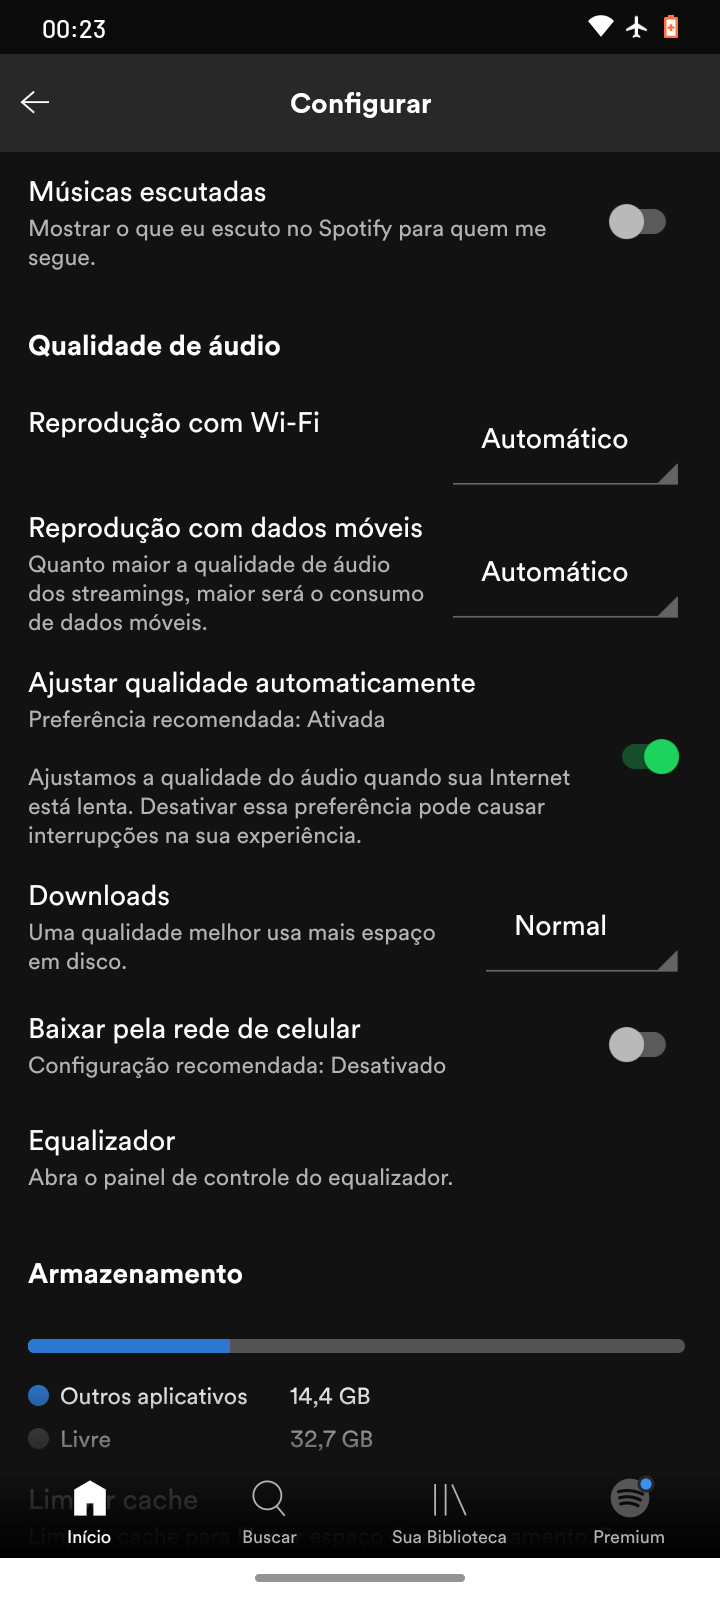 00:23
Configurar
Músicas escutadas
Mostrar o que eu escuto no Spotify para quem me
segue.
Qualidade de áudio
Reprodução com Wi-Fi
Automático
Reprodução com dados móveis
Quanto maior a qualidade de áudio
dos streamings, maior será o consumo
de dados móveis.
Automático
Ajustar qualidade automaticamente
Preferência recomendada: Ativada
Ajustamos a qualidade do áudio quando sua Internet
está lenta. Desativar essa preferência pode causar
interrupções na sua experiência.
Downloads
Uma qualidade melhor usa mais espaço
em disco.
Normal
Baixar pela rede de celular
Configuração recomendada: Desativado
Equalizador
Abra o painel de controle do equalizador.
Armazenamento
Outros aplicativos 14,4 GB
Livre 32,7 GB
cache
cache para espaço
Início
Buscar
Sua Biblioteca
Premium